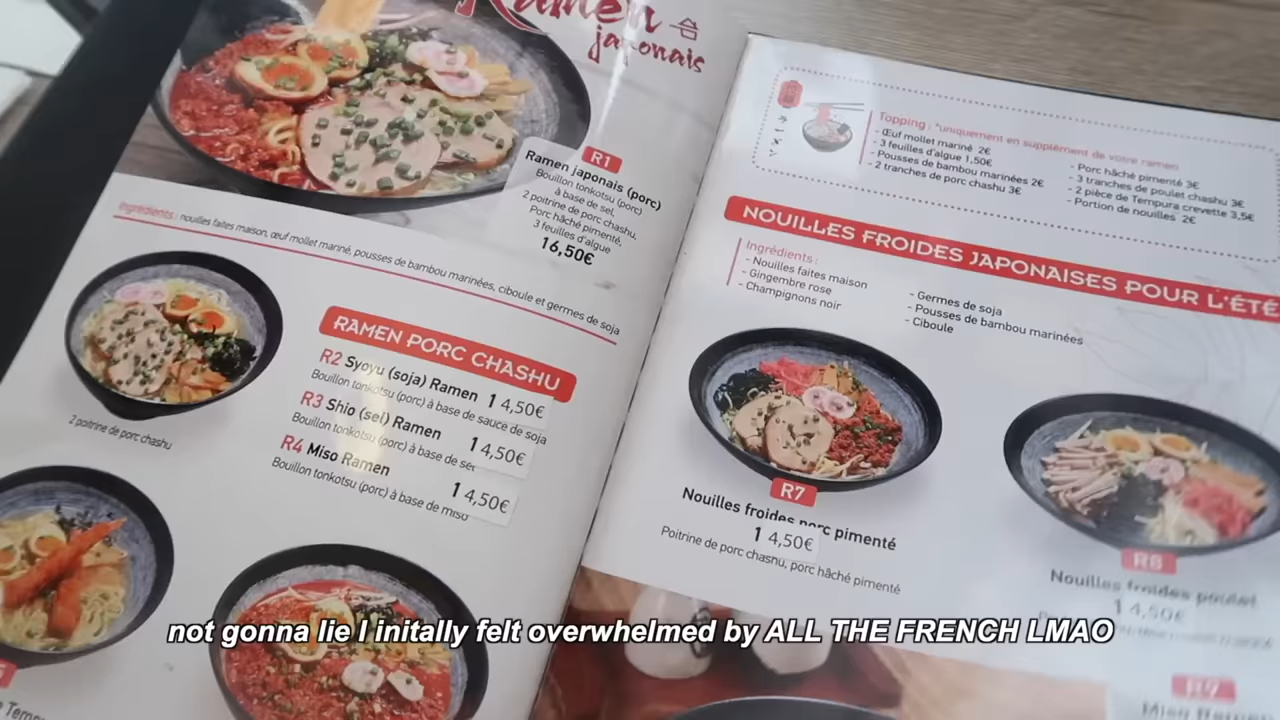 Ramen
japonais
R1
Ramen japonais (porc)
Bouillon tonkotsu (porc)
à base de sel,
2 poitrine de porc chashu,
Porc hâché pimenté,
3 feuilles d'algue
16,50€
Ingrédients : nouilles faites maison, œuf mollet mariné, pousses de bambou marinées, ciboule et germes de soja
2 poitrine de porc chashu
RAMEN PORC CHASHU
R2 Syoyu (soja) Ramen 14,50€
Bouillon tonkotsu (porc) à base de sauce de soja
R3 Shio (sel) Ramen 14,50€
Bouillon tonkotsu (porc) à base de sel
R4 Miso Ramen 14,50€
Bouillon tonkotsu (porc) à base de miso
Topping : *uniquement en supplément de votre ramen
- Œuf mollet mariné 2€
- 3 feuilles d'algue 1,50€
- Pousses de bambou marinées 2€
- 2 tranches de porc chashu 3€
- Porc hâché pimenté 3€
- 3 tranches de poulet chashu 3€
- 2 pièce de Tempura crevette 3,5€
- Portion de nouilles 2€
NOUILLES FROIDES JAPONAISES POUR L'ÉTÉ
Ingrédients :
- Nouilles faites maison
- Gingembre rose
- Champignons noir
- Germes de soja
- Pousses de bambou marinées
- Ciboule
R7
Nouilles froides porc pimenté
14,50€
Poitrine de porc chashu, porc hâché pimenté
R8
Nouilles froides poulet
14,50€
R9
Miso Ramen
not gonna lie I initally felt overwhelmed by ALL THE FRENCH LMAO